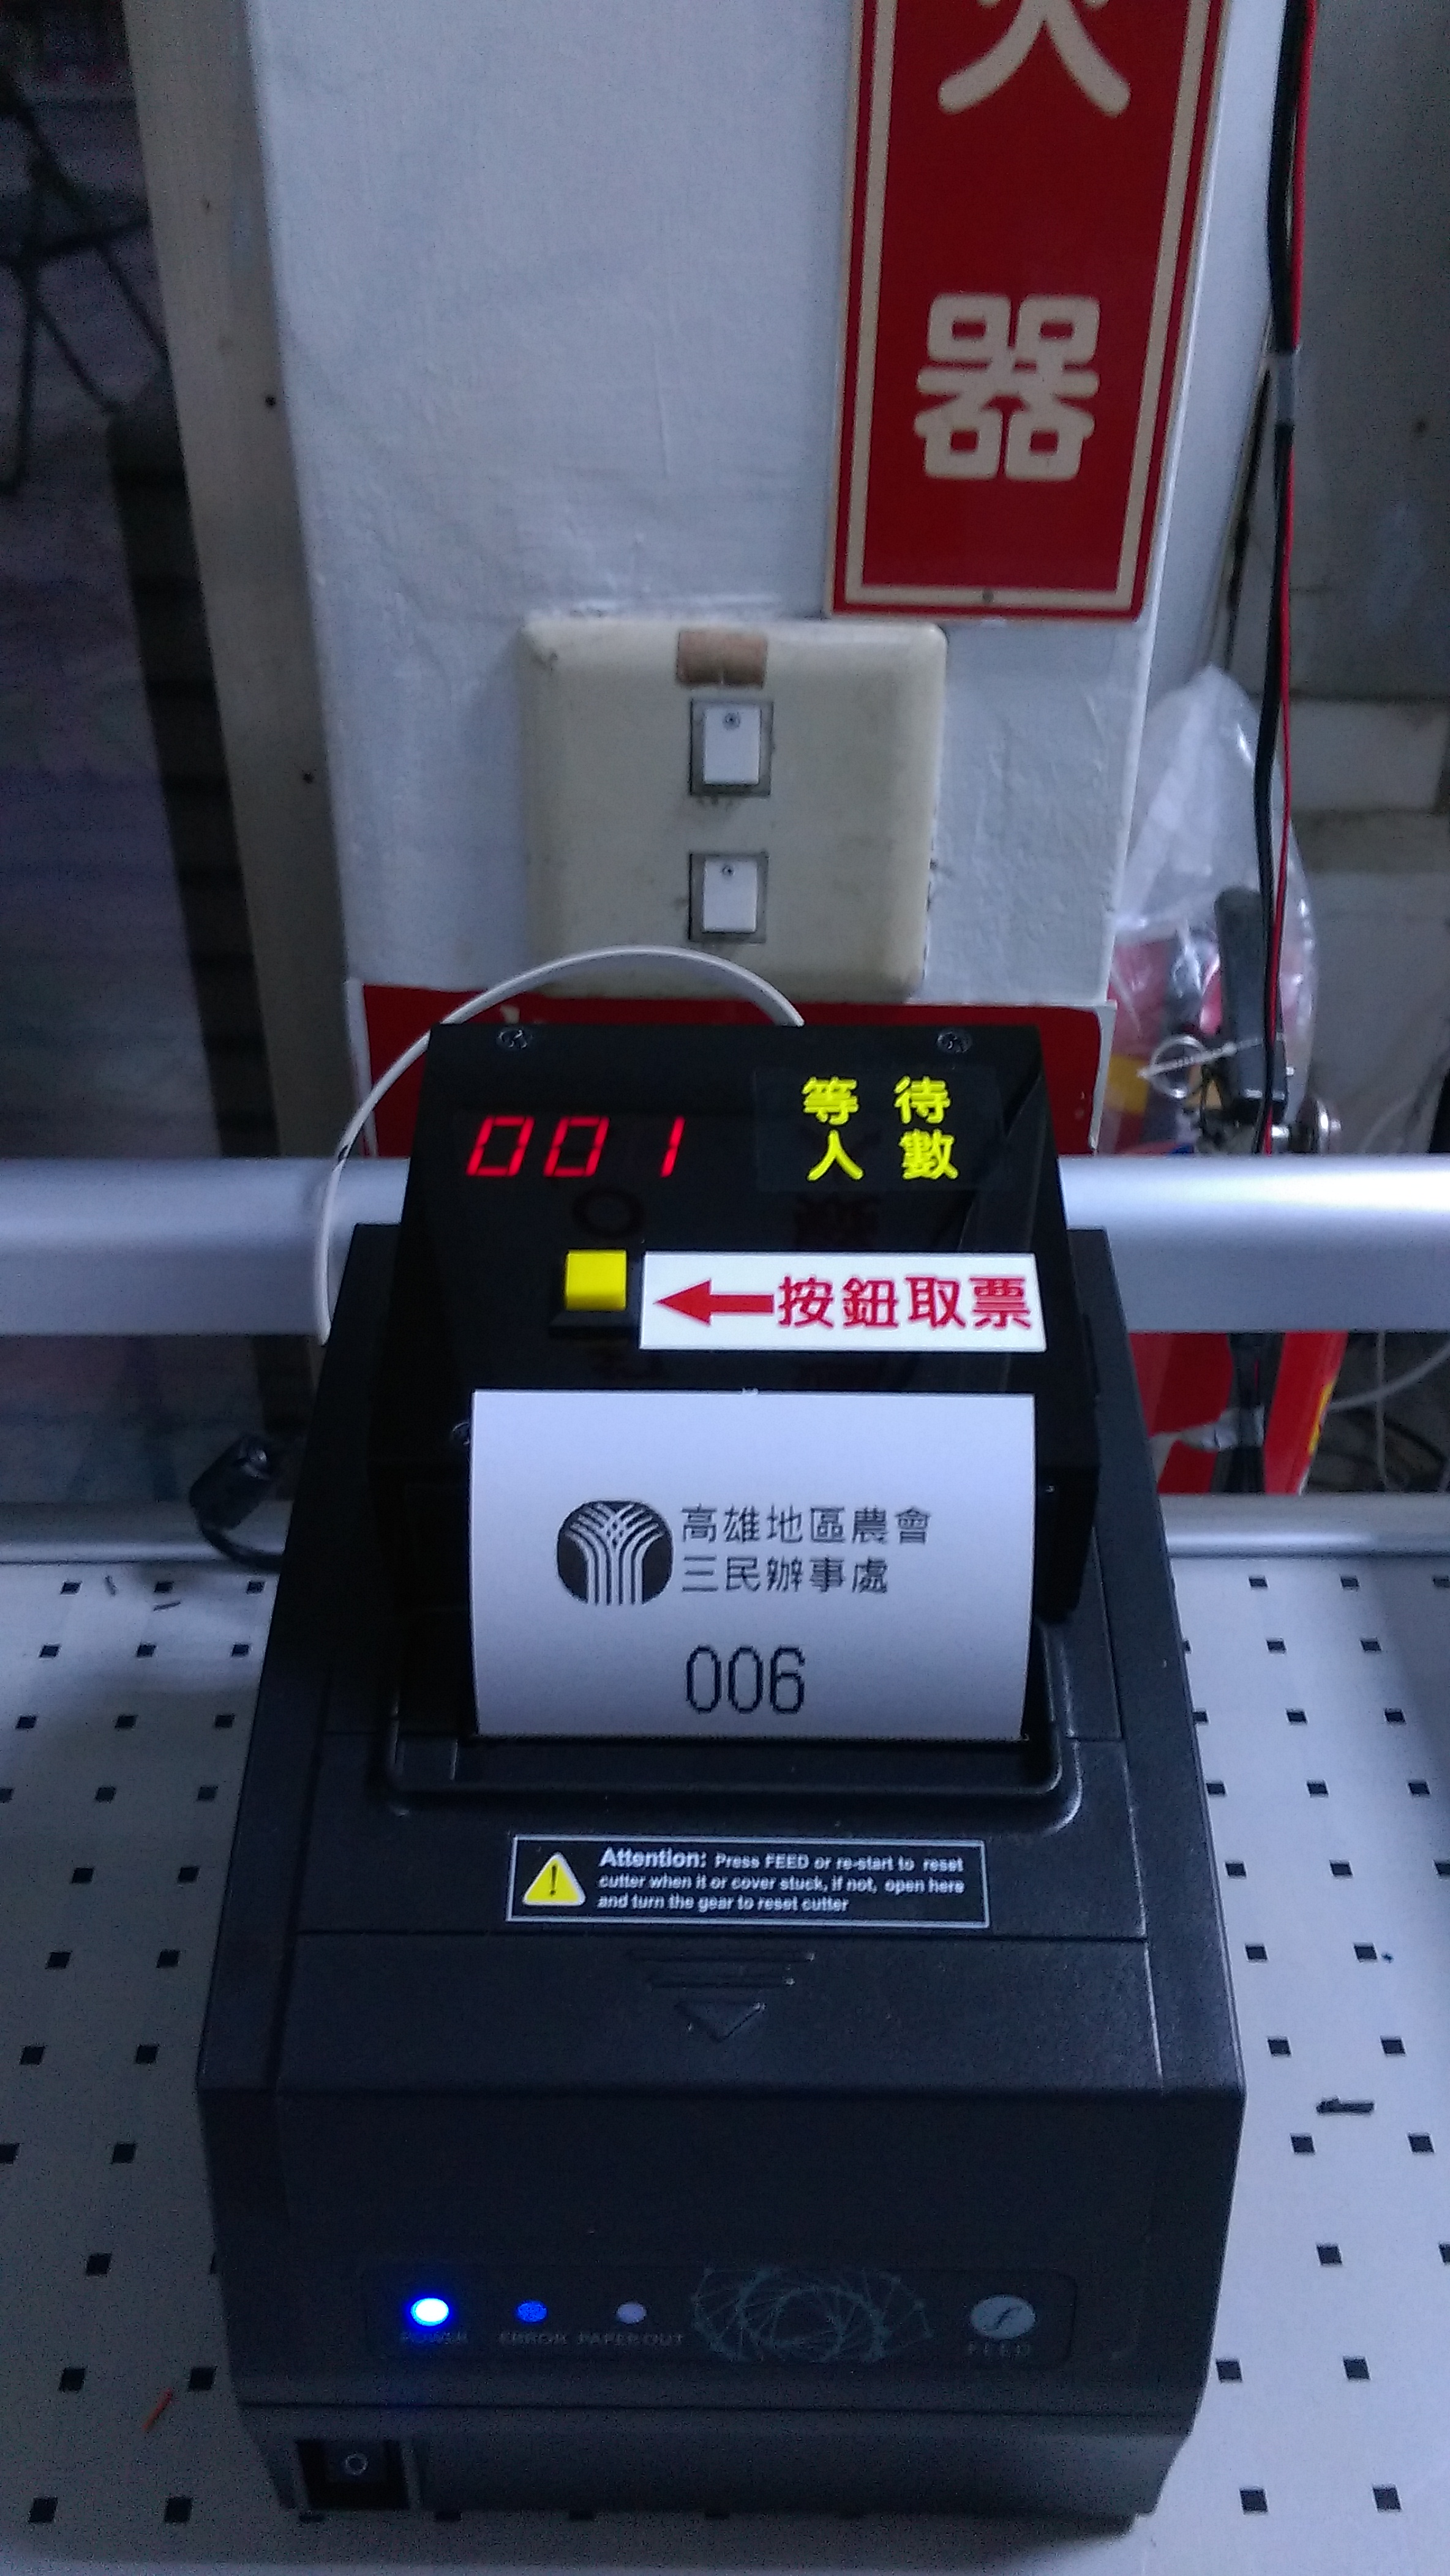 火
器
001
等待
人數
按鈕取票
高雄地區農會
三民辦事處
006
Attention: Press FEED or re-start to reset
cutter when it or cover stuck, if not, open here
and turn the gear to reset cutter
POWER ERROR PAPER OUT
FEED